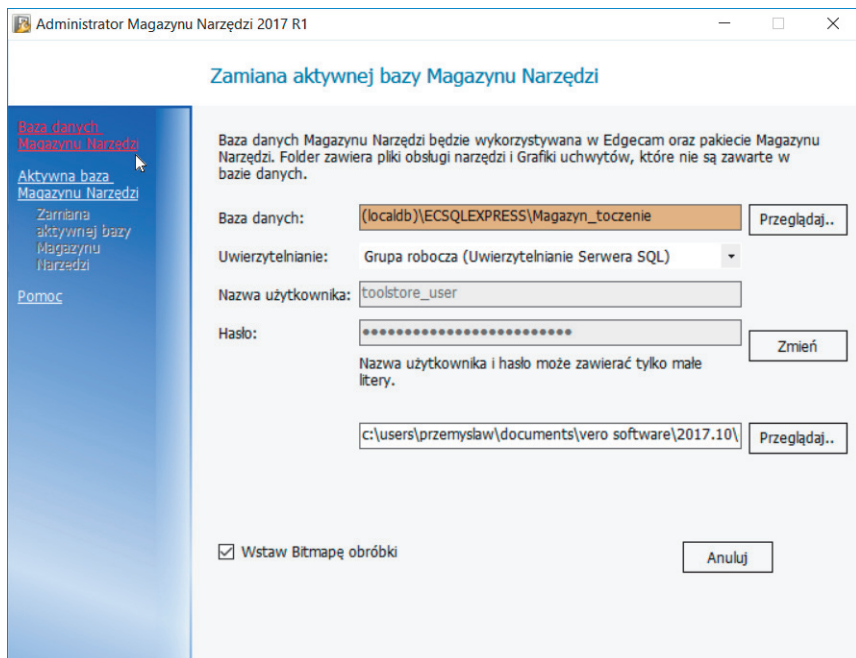 Administrator Magazynu Narzędzi 2017 R1
Zamiana aktywnej bazy Magazynu Narzędzi
Baza danych
Magazynu Narzędzi
Aktywna baza
Magazynu Narzędzi
Zamiana
aktywnej bazy
Magazynu
Narzędzi
Pomoc
Baza danych Magazynu Narzędzi będzie wykorzystywana w Edgecam oraz pakiecie Magazynu
Narzędzi. Folder zawiera pliki obsługi narzędzi i Grafiki uchwytów, które nie są zawarte w
bazie danych.
Baza danych: (localdb)\ECSQLEXPRESS\Magazyn_toczenie Przeglądaj..
Uwierzytelnianie: Grupa robocza (Uwierzytelnianie Serwera SQL)
Nazwa użytkownika: toolstore_user
Hasło: ●●●●●●●●●●●●●●●●●●●●●●●●●
Zmień
Nazwa użytkownika i hasło może zawierać tylko małe
litery.
c:\users\przemyslaw\documents\vero software\2017.10\ Przeglądaj..
Wstaw Bitmapę obróbki Anuluj